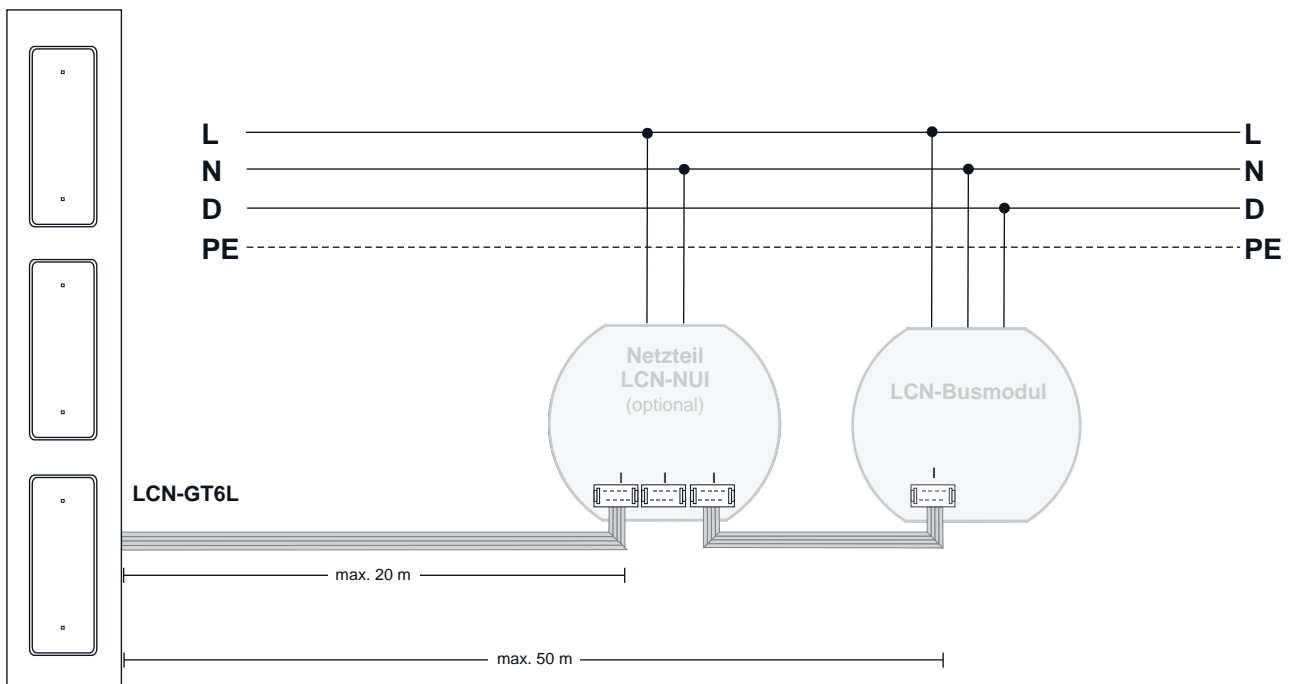 L L
N N
D D
PE PE
Netzteil
LCN-NUI
(optional)
LCN-Busmodul
I I I I
LCN-GT6L
max. 20 m
max. 50 m